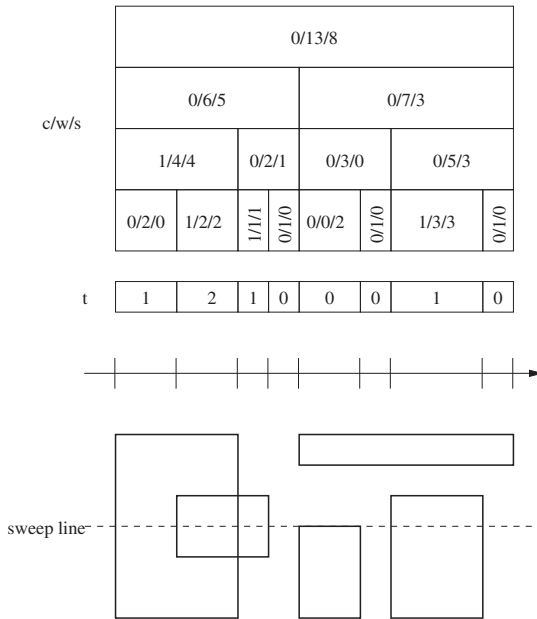 0/13/8
0/6/5 0/7/3
c/w/s
1/4/4 0/2/1 0/3/0 0/5/3
0/2/0 1/2/2 1/1/1 0/1/0 0/0/2 0/1/0 1/3/3 0/1/0
t 1 2 1 0 0 0 1 0
sweep line